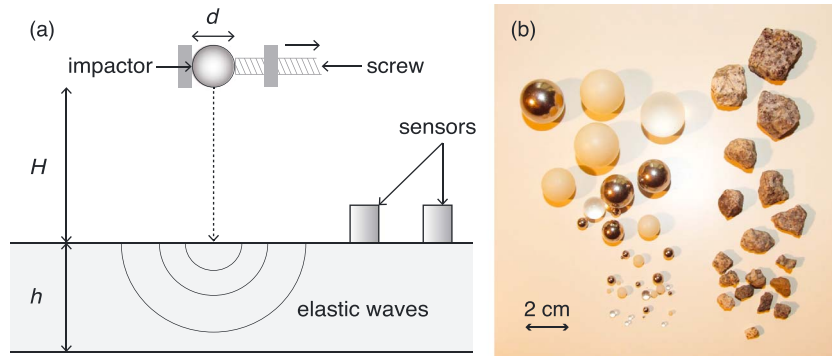 (a)
d
impactor
screw
sensors
H
h
elastic waves
(b)
2 cm